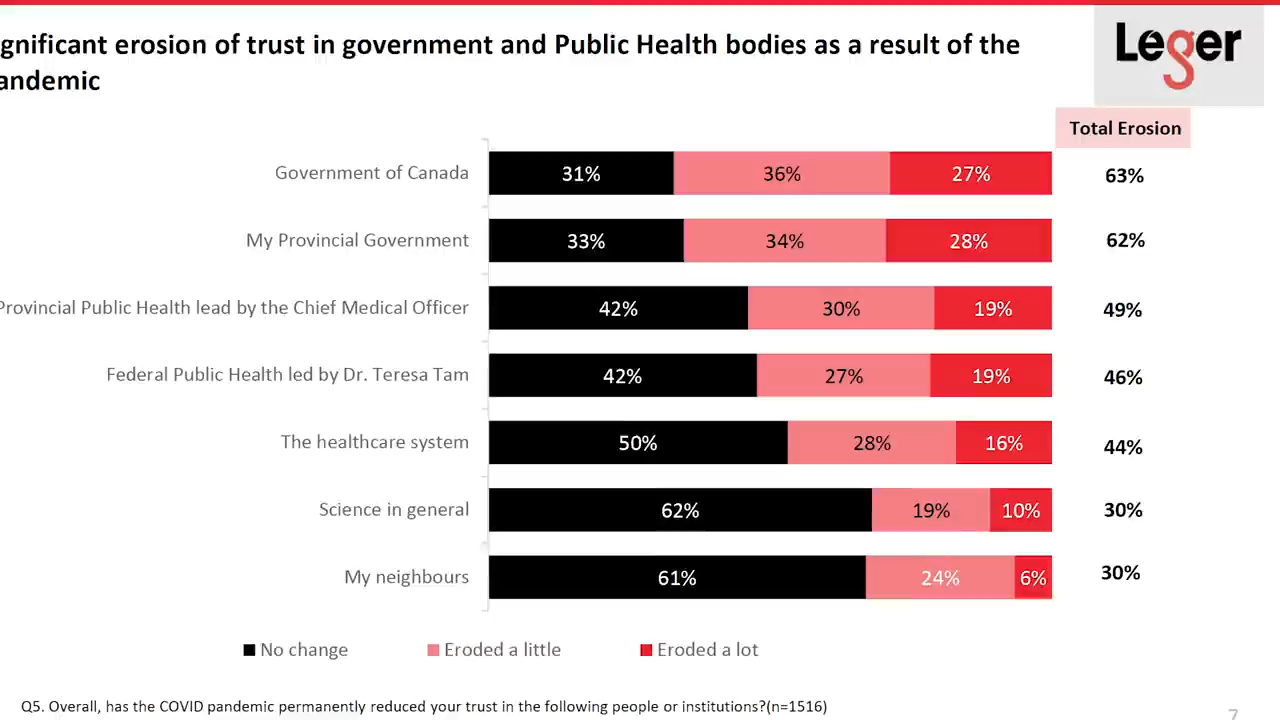 gnificant erosion of trust in government and Public Health bodies as a result of the
andemic
Leger
Total Erosion
Government of Canada 31% 36% 27% 63%
My Provincial Government 33% 34% 28% 62%
Provincial Public Health lead by the Chief Medical Officer 42% 30% 19% 49%
Federal Public Health led by Dr. Teresa Tam 42% 27% 19% 46%
The healthcare system 50% 28% 16% 44%
Science in general 62% 19% 10% 30%
My neighbours 61% 24% 6% 30%
No change Eroded a little Eroded a lot
Q5. Overall, has the COVID pandemic permanently reduced your trust in the following people or institutions?(n=1516)
7